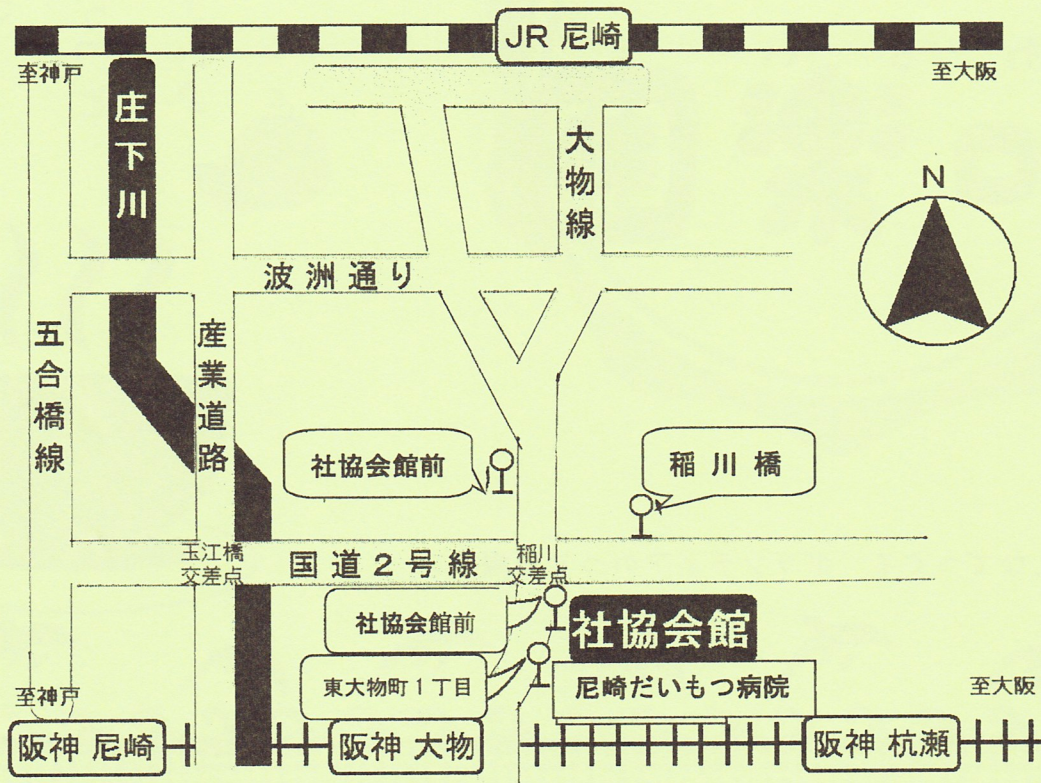 JR 尼崎
至神戸
至大阪
庄下川
大物線
N
波洲通り
五合橋線
産業道路
社協会館前
稲川橋
玉江橋
交差点
国道2号線
稲川
交差点
社協会館前
社協会館
東大物町1丁目
尼崎だいもつ病院
至神戸
至大阪
阪神 尼崎
阪神 大物
阪神 杭瀬